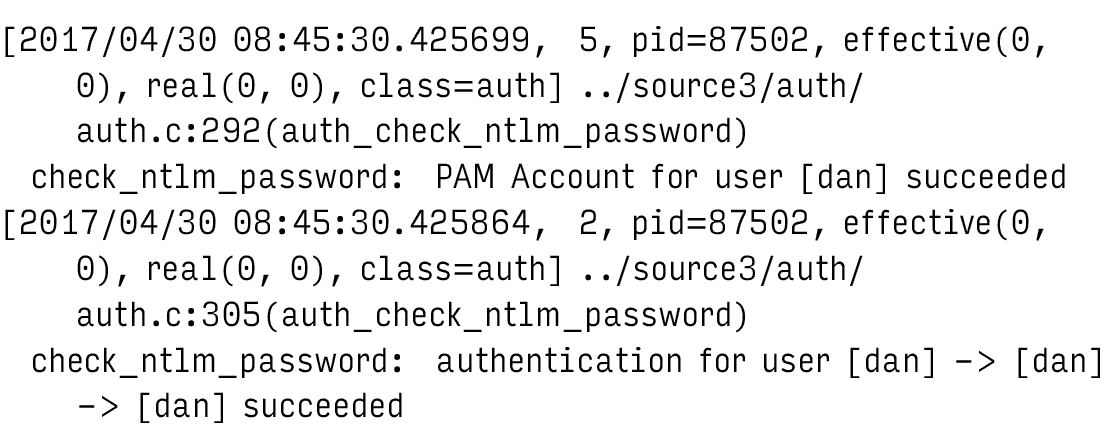 [2017/04/30 08:45:30.425699,  5, pid=87502, effective(0,
0), real(0, 0), class=auth] ../source3/auth/
auth.c:292(auth_check_ntlm_password)
check_ntlm_password:  PAM Account for user [dan] succeeded
[2017/04/30 08:45:30.425864,  2, pid=87502, effective(0,
0), real(0, 0), class=auth] ../source3/auth/
auth.c:305(auth_check_ntlm_password)
check_ntlm_password:  authentication for user [dan] -> [dan]
-> [dan] succeeded